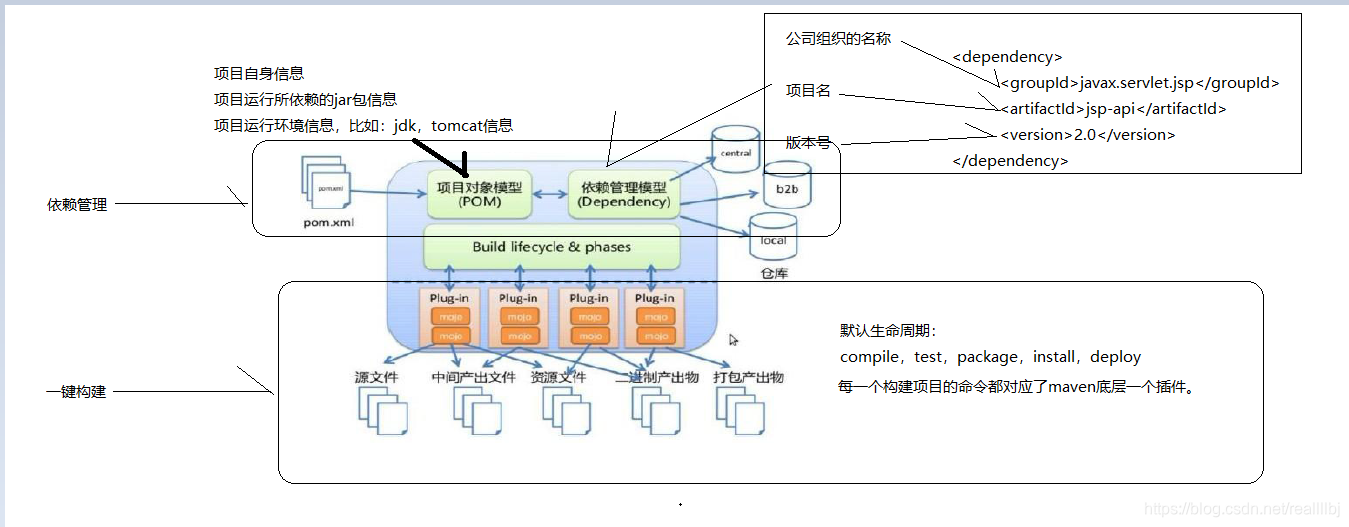 公司组织的名称
<dependency>
<groupId>javax.servlet.jsp</groupId>
项目名
<artifactId>jsp-api</artifactId>
版本号
<version>2.0</version>
</dependency>
项目自身信息
项目运行所依赖的jar包信息
项目运行环境信息，比如：jdk，tomcat信息
依赖管理
pom.xml
pom.xml
项目对象模型
(POM)
依赖管理模型
(Dependency)
central
b2b
local
仓库
Build lifecycle & phases
一键构建
Plug-in
mojo
mojo
Plug-in
mojo
mojo
Plug-in
mojo
mojo
Plug-in
mojo
mojo
源文件
中间产出文件
资源文件
二进制产出物
打包产出物
默认生命周期：
compile，test，package，install，deploy
每一个构建项目的命令都对应了maven底层一个插件。